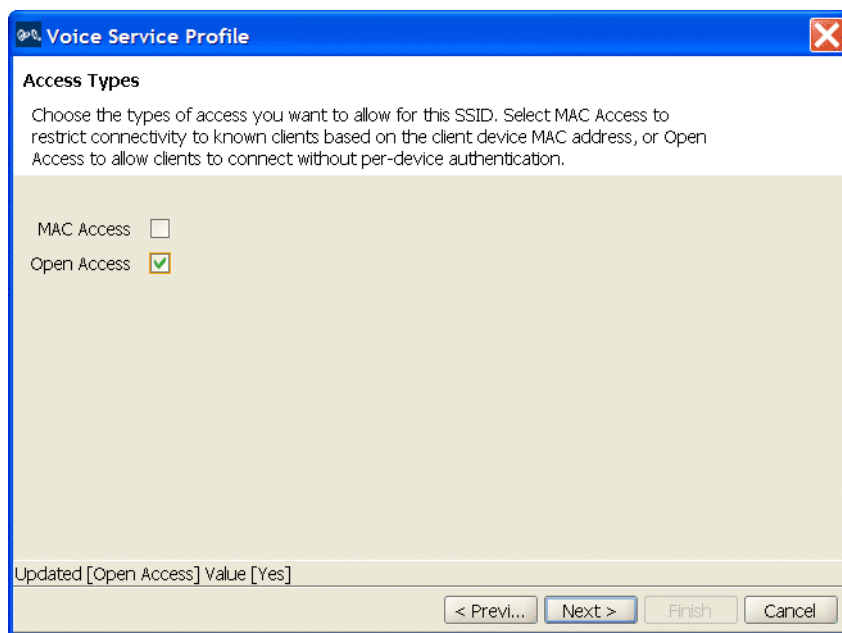 Voice Service Profile
Access Types
Choose the types of access you want to allow for this SSID. Select MAC Access to
restrict connectivity to known clients based on the client device MAC address, or Open
Access to allow clients to connect without per-device authentication.
MAC Access
Open Access
Updated [Open Access] Value [Yes]
< Previ... Next > Finish Cancel